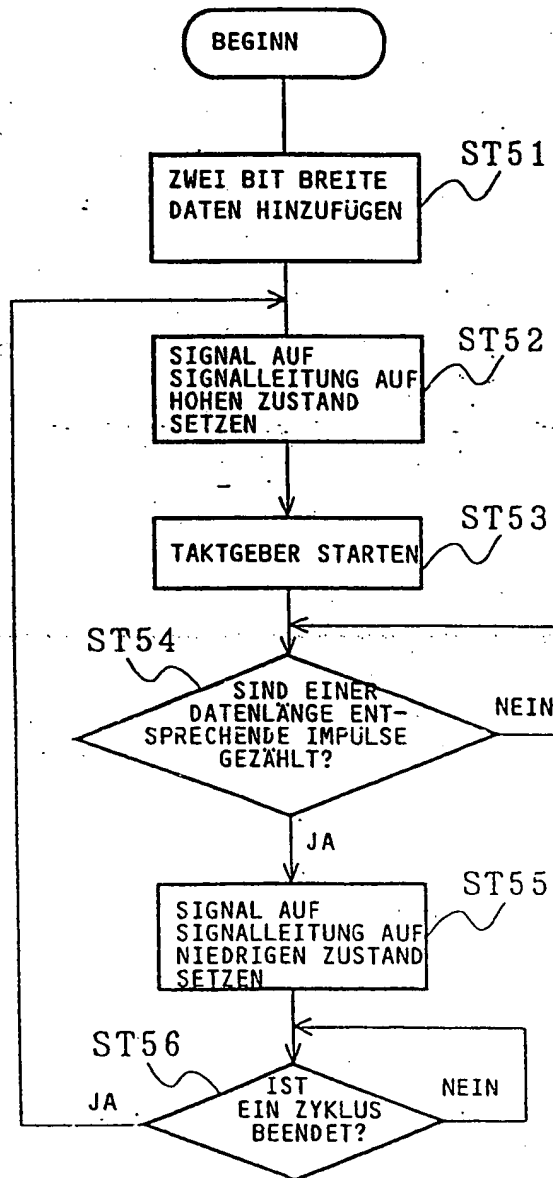 BEGINN
ST51
ZWEI BIT BREITE
DATEN HINZUFÜGEN
ST52
SIGNAL AUF
SIGNALLEITUNG AUF
HOHEN ZUSTAND
SETZEN
ST53
TAKTGEBER STARTEN
ST54
SIND EINER
DATENLÄNGE ENT-
SPRECHENDE IMPULSE
GEZÄHLT?
NEIN
JA
ST55
SIGNAL AUF
SIGNALLEITUNG AUF
NIEDRIGEN ZUSTAND
SETZEN
ST56
IST
EIN ZYKLUS
BEENDET?
NEIN
JA